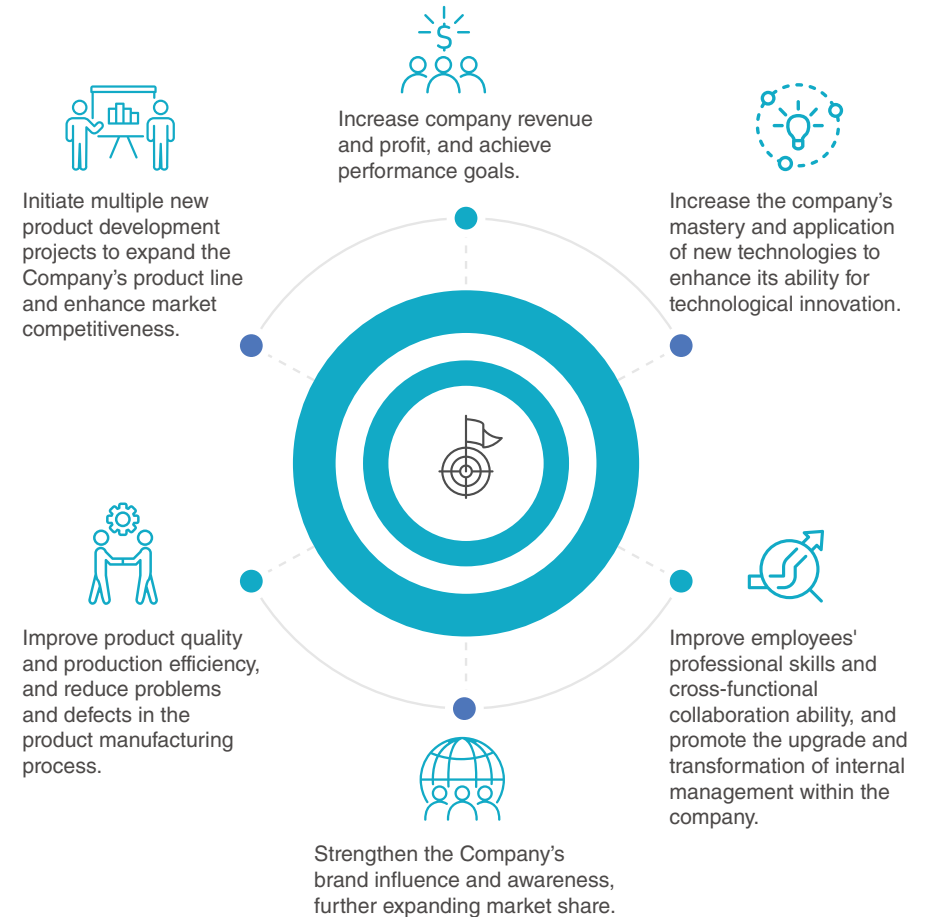 $
Increase company revenue
and profit, and achieve
performance goals.
Initiate multiple new
product development
projects to expand the
Company’s product line
and enhance market
competitiveness.
Increase the company’s
mastery and application
of new technologies to
enhance its ability for
technological innovation.
Improve product quality
and production efficiency,
and reduce problems
and defects in the
product manufacturing
process.
Improve employees'
professional skills and
cross-functional
collaboration ability, and
promote the upgrade and
transformation of internal
management within the
company.
Strengthen the Company’s
brand influence and awareness,
further expanding market share.